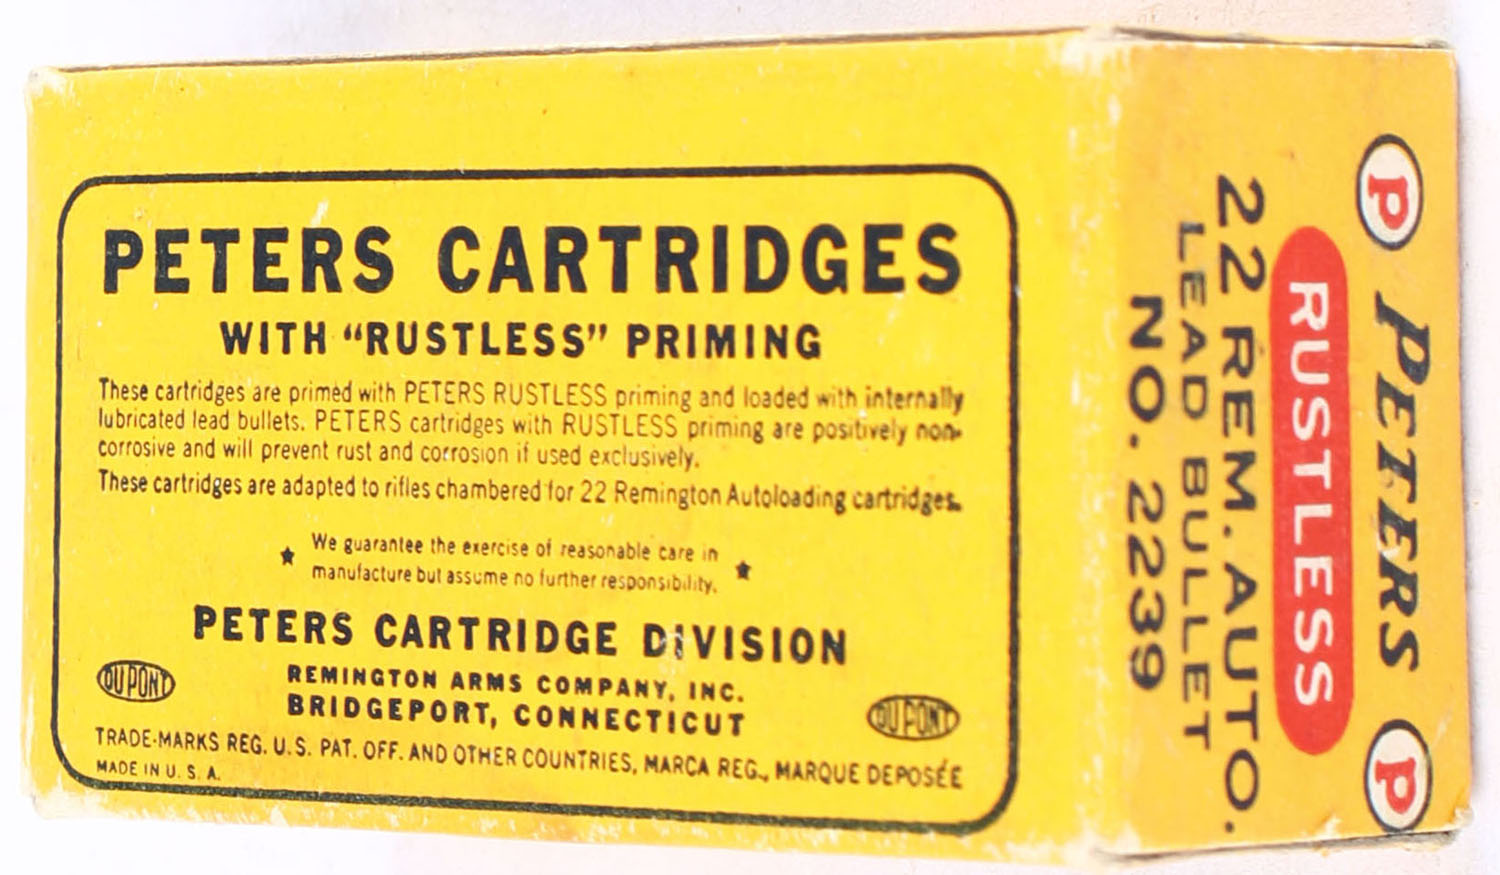 PETERS CARTRIDGES
WITH “RUSTLESS” PRIMING
These cartridges are primed with PETERS RUSTLESS priming and loaded with internally
lubricated lead bullets. PETERS cartridges with RUSTLESS priming are positively non-
corrosive and will prevent rust and corrosion if used exclusively.
These cartridges are adapted to rifles chambered for 22 Remington Autoloading cartridges.
We guarantee the exercise of reasonable care in
manufacture but assume no further responsibility.
PETERS CARTRIDGE DIVISION
REMINGTON ARMS COMPANY, INC.
BRIDGEPORT, CONNECTICUT
DU PONT
DU PONT
TRADE-MARKS REG. U.S. PAT. OFF. AND OTHER COUNTRIES, MARCA REG., MARQUE DEPOSÉE
MADE IN U. S. A.
P PETERS P
RUSTLESS
22 REM. AUTO.
LEAD BULLET
NO. 2239